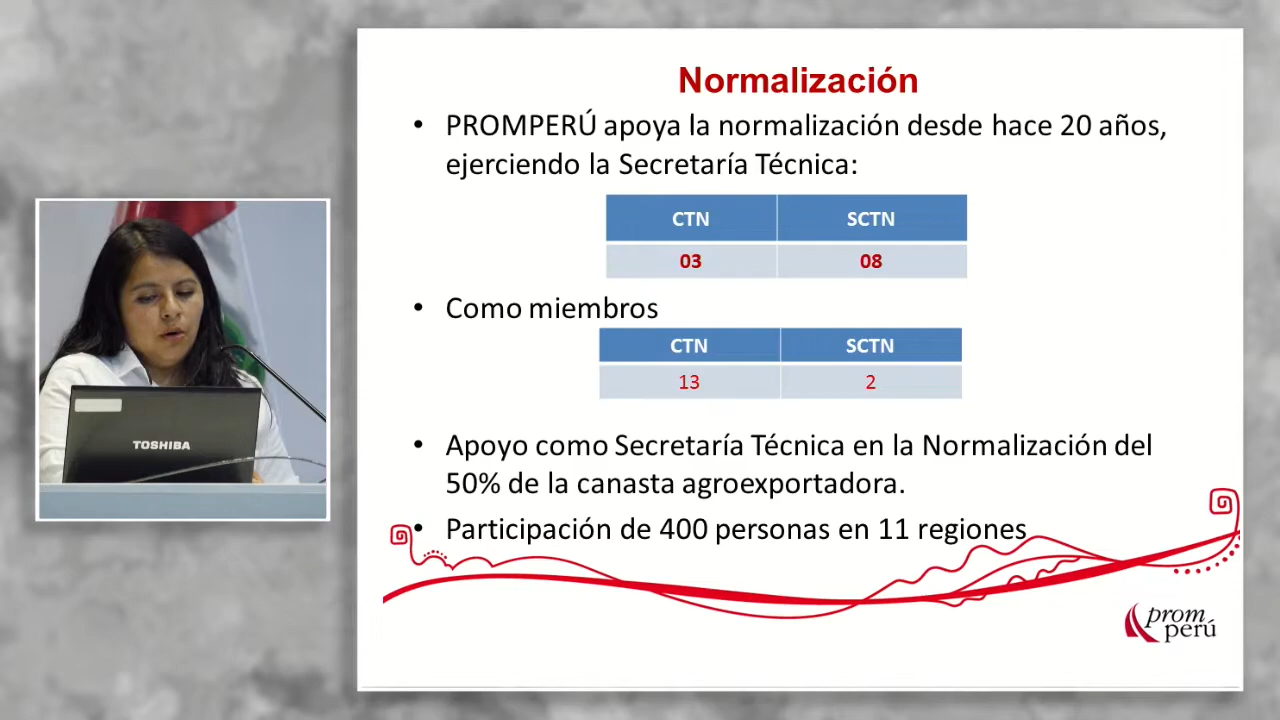 Normalización
• PROMPERÚ apoya la normalización desde hace 20 años,
ejerciendo la Secretaría Técnica:
CTN SCTN
03 08
• Como miembros
CTN SCTN
13 2
• Apoyo como Secretaría Técnica en la Normalización del
50% de la canasta agroexportadora.
• Participación de 400 personas en 11 regiones
prom
perú
TOSHIBA